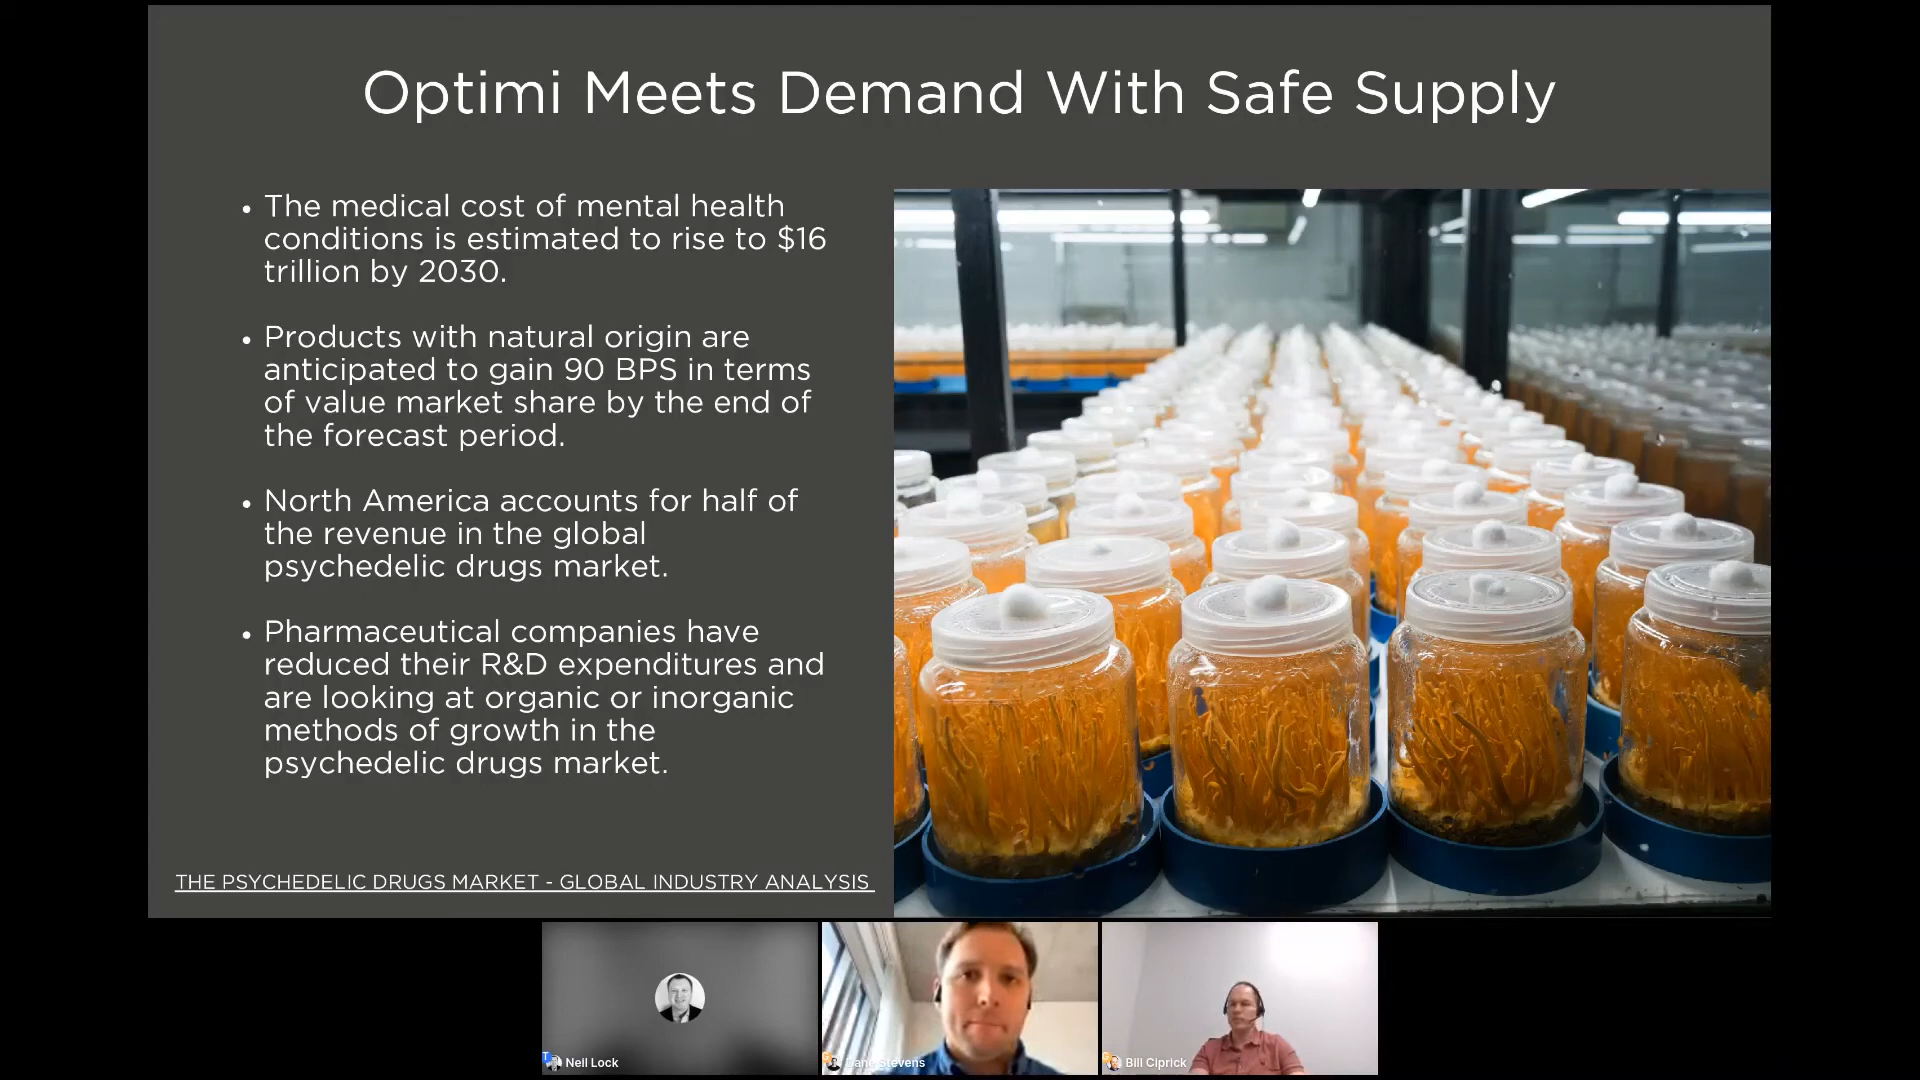 Optimi Meets Demand With Safe Supply
• The medical cost of mental health
conditions is estimated to rise to $16
trillion by 2030.
• Products with natural origin are
anticipated to gain 90 BPS in terms
of value market share by the end of
the forecast period.
• North America accounts for half of
the revenue in the global
psychedelic drugs market.
• Pharmaceutical companies have
reduced their R&D expenditures and
are looking at organic or inorganic
methods of growth in the
psychedelic drugs market.
THE PSYCHEDELIC DRUGS MARKET - GLOBAL INDUSTRY ANALYSIS
Neil Lock
Dane Stevens
Bill Ciprick